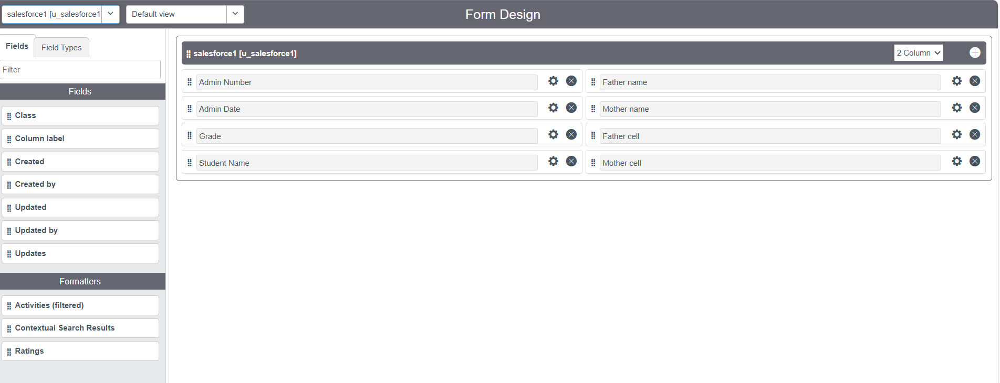 salesforce1 [u_salesforce1]
Default view
Form Design
Fields
Field Types
Filter
Fields
Class
Column label
Created
Created by
Updated
Updated by
Updates
Formatters
Activities (filtered)
Contextual Search Results
Ratings
salesforce1 [u_salesforce1]
2 Column
Admin Number
Father name
Admin Date
Mother name
Grade
Father cell
Student Name
Mother cell